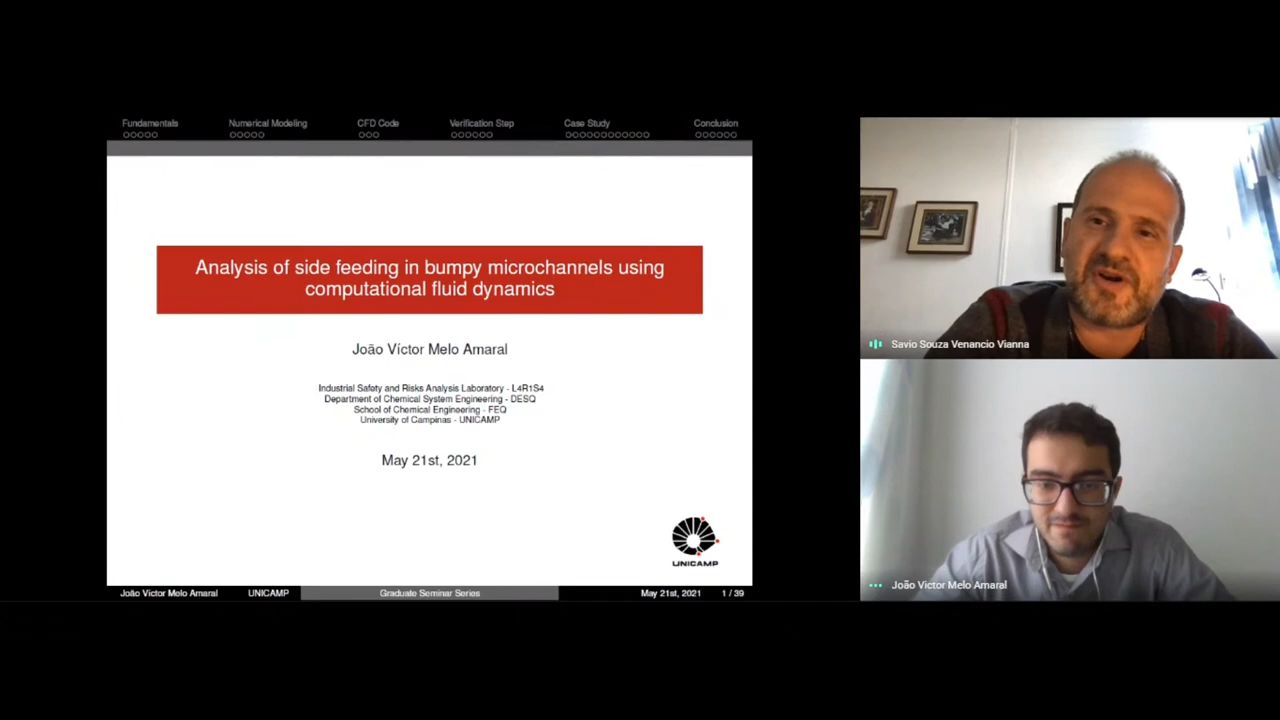 Fundamentals
Numerical Modeling
CFD Code
Verification Step
Case Study
Conclusion
Analysis of side feeding in bumpy microchannels using
computational fluid dynamics
João Víctor Melo Amaral
Industrial Safety and Risks Analysis Laboratory - L4R1S4
Department of Chemical System Engineering - DESQ
School of Chemical Engineering - FEQ
University of Campinas - UNICAMP
May 21st, 2021
UNICAMP
João Víctor Melo Amaral UNICAMP Graduate Seminar Series May 21st, 2021 1 / 39
Savio Souza Venancio Vianna
João Victor Melo Amaral